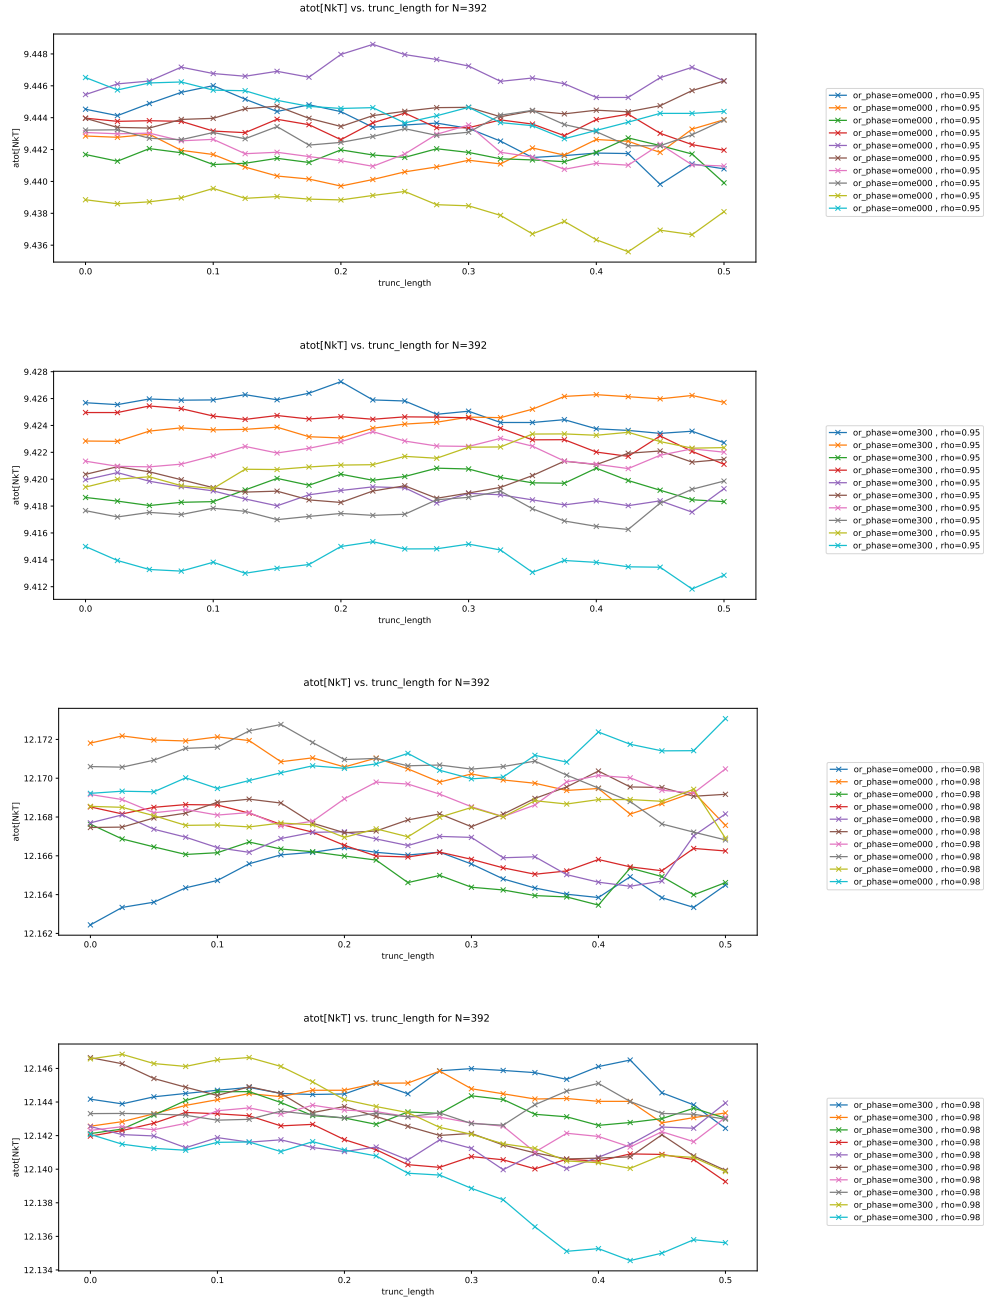 atot[NkT] vs. trunc_length for N=392
9.448
9.446
9.444
9.442
9.440
9.438
9.436
atot[NkT]
0.0 0.1 0.2 0.3 0.4 0.5
trunc_length
or_phase=ome000 , rho=0.95
or_phase=ome000 , rho=0.95
or_phase=ome000 , rho=0.95
or_phase=ome000 , rho=0.95
or_phase=ome000 , rho=0.95
or_phase=ome000 , rho=0.95
or_phase=ome000 , rho=0.95
or_phase=ome000 , rho=0.95
or_phase=ome000 , rho=0.95
or_phase=ome000 , rho=0.95
atot[NkT] vs. trunc_length for N=392
9.428
9.426
9.424
9.422
9.420
9.418
9.416
9.414
9.412
atot[NkT]
0.0 0.1 0.2 0.3 0.4 0.5
trunc_length
or_phase=ome300 , rho=0.95
or_phase=ome300 , rho=0.95
or_phase=ome300 , rho=0.95
or_phase=ome300 , rho=0.95
or_phase=ome300 , rho=0.95
or_phase=ome300 , rho=0.95
or_phase=ome300 , rho=0.95
or_phase=ome300 , rho=0.95
or_phase=ome300 , rho=0.95
or_phase=ome300 , rho=0.95
atot[NkT] vs. trunc_length for N=392
12.172
12.170
12.168
12.166
12.164
12.162
atot[NkT]
0.0 0.1 0.2 0.3 0.4 0.5
trunc_length
or_phase=ome000 , rho=0.98
or_phase=ome000 , rho=0.98
or_phase=ome000 , rho=0.98
or_phase=ome000 , rho=0.98
or_phase=ome000 , rho=0.98
or_phase=ome000 , rho=0.98
or_phase=ome000 , rho=0.98
or_phase=ome000 , rho=0.98
or_phase=ome000 , rho=0.98
or_phase=ome000 , rho=0.98
atot[NkT] vs. trunc_length for N=392
12.146
12.144
12.142
12.140
12.138
12.136
12.134
atot[NkT]
0.0 0.1 0.2 0.3 0.4 0.5
trunc_length
or_phase=ome300 , rho=0.98
or_phase=ome300 , rho=0.98
or_phase=ome300 , rho=0.98
or_phase=ome300 , rho=0.98
or_phase=ome300 , rho=0.98
or_phase=ome300 , rho=0.98
or_phase=ome300 , rho=0.98
or_phase=ome300 , rho=0.98
or_phase=ome300 , rho=0.98
or_phase=ome300 , rho=0.98